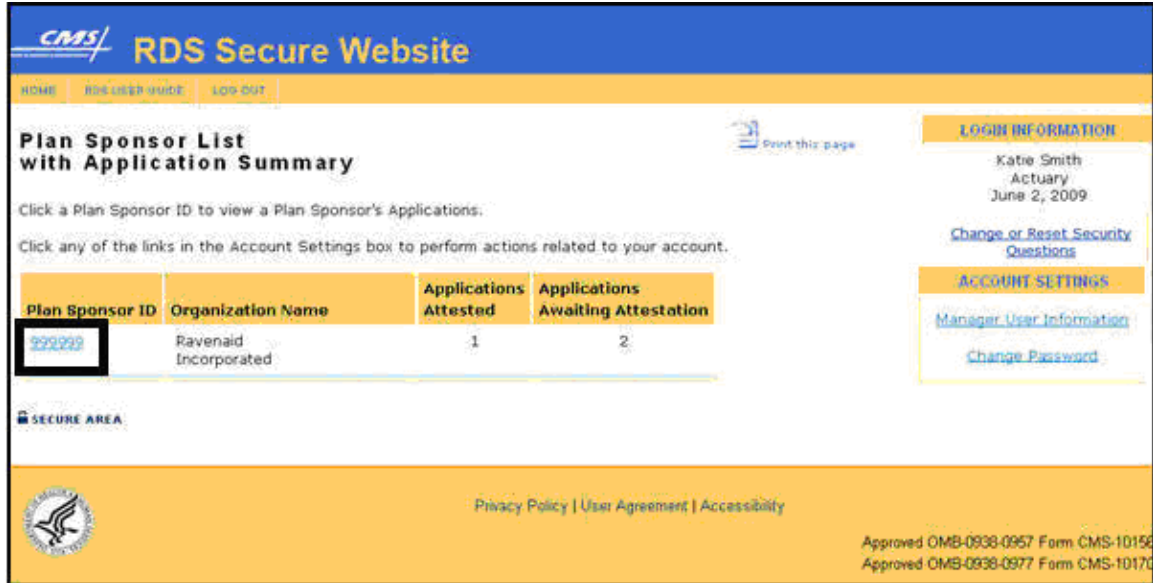 CMS/ RDS Secure Website
HOME RDS USER GUIDE LOG OUT
Plan Sponsor List
with Application Summary
Print this page
Click a Plan Sponsor ID to view a Plan Sponsor's Applications.
Click any of the links in the Account Settings box to perform actions related to your account.
Plan Sponsor ID Organization Name Applications Attested Applications Awaiting Attestation
999999 Ravenaid Incorporated 1 2
SECURE AREA
LOGIN INFORMATION
Katie Smith
Actuary
June 2, 2009
Change or Reset Security
Questions
ACCOUNT SETTINGS
Manager User Information
Change Password
Privacy Policy | User Agreement | Accessibility
Approved OMB-0938-0957 Form CMS-10156
Approved OMB-0938-0977 Form CMS-10170